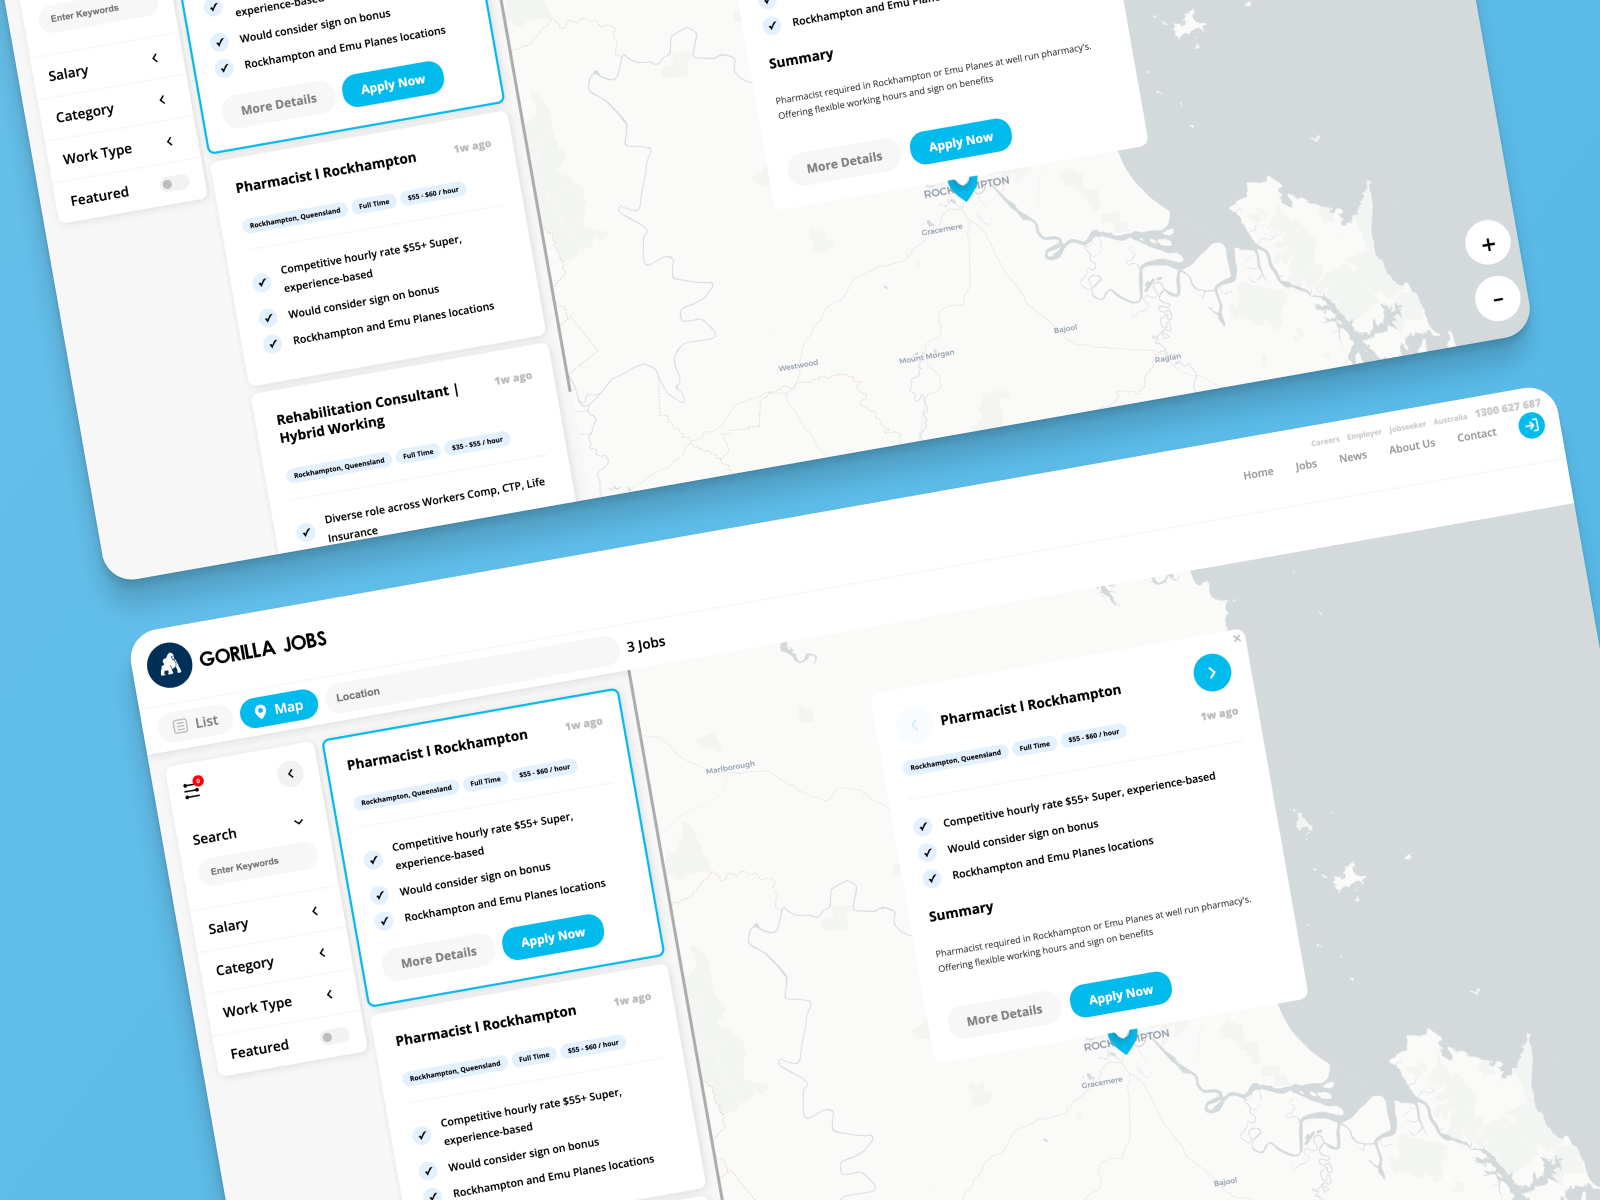 Enter Keywords
Salary
Category
Work Type
Featured
experience-based
Would consider sign on bonus
Rockhampton and Emu Planes locations
More Details
Apply Now
Pharmacist l Rockhampton
1w ago
Rockhampton, Queensland
Full Time
$55 - $60 / hour
Competitive hourly rate $55+ Super,
experience-based
Would consider sign on bonus
Rockhampton and Emu Planes locations
Rehabilitation Consultant |
Hybrid Working
1w ago
Rockhampton, Queensland
Full Time
$35 - $55 / hour
Diverse role across Workers Comp, CTP, Life
Insurance
Rockhampton and Emu
Summary
Pharmacist required in Rockhampton or Emu Planes at well run pharmacy's.
Offering flexible working hours and sign on benefits
More Details
Apply Now
Gracemere
Bajool
Westwood
Mount Morgan
Raglan
+
-
Careers
Employer
Jobseeker
Australia
1300 627 687
Home
Jobs
News
About Us
Contact
GORILLA JOBS
List
Map
Location
3 Jobs
0
Search
Enter Keywords
Salary
Category
Work Type
Featured
Pharmacist l Rockhampton
1w ago
Rockhampton, Queensland
Full Time
$55 - $60 / hour
Competitive hourly rate $55+ Super,
experience-based
Would consider sign on bonus
Rockhampton and Emu Planes locations
More Details
Apply Now
Pharmacist l Rockhampton
1w ago
Rockhampton, Queensland
Full Time
$55 - $60 / hour
Competitive hourly rate $55+ Super,
experience-based
Would consider sign on bonus
Rockhampton and Emu Planes locations
Marlborough
Pharmacist l Rockhampton
1w ago
Rockhampton, Queensland
Full Time
$55 - $60 / hour
Competitive hourly rate $55+ Super, experience-based
Would consider sign on bonus
Rockhampton and Emu Planes locations
Summary
Pharmacist required in Rockhampton or Emu Planes at well run pharmacy's.
Offering flexible working hours and sign on benefits
More Details
Apply Now
Gracemere
Bajool